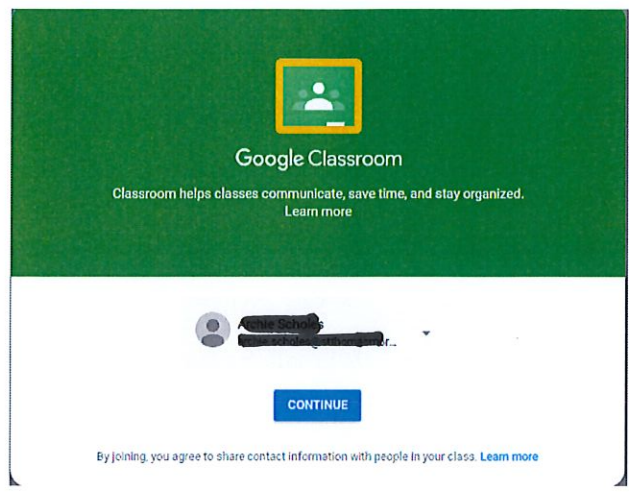 Google Classroom
Classroom helps classes communicate, save time, and stay organized.
Learn more
CONTINUE
By joining, you agree to share contact information with people in your class. Learn more